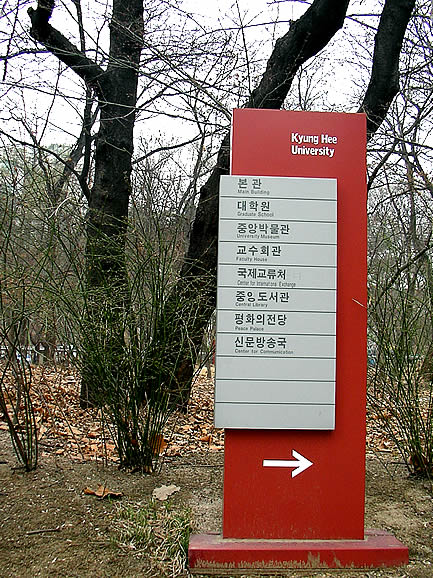 Kyung Hee
University
본관
Main Building
대학원
Graduate School
중앙박물관
University Museum
교수회관
Faculty House
국제교류처
Center for International Exchange
중앙도서관
Central Library
평화의전당
Peace Palace
신문방송국
Center for Communication